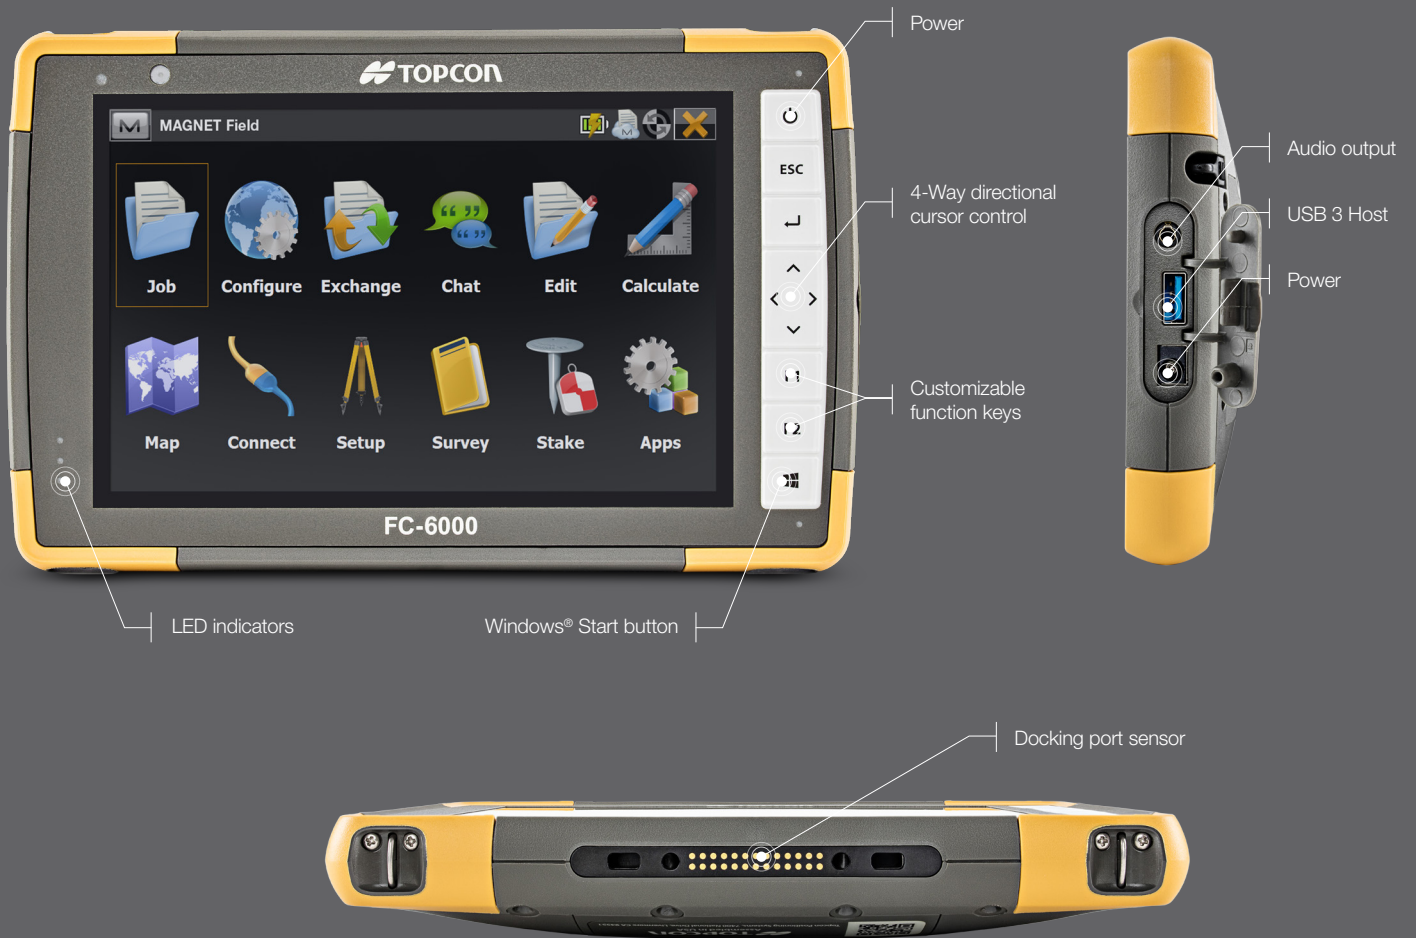 Power
TOPCON
MAGNET Field
ESC
Audio output
4-Way directional
cursor control
USB 3 Host
Power
Job
Configure
Exchange
Chat
Edit
Calculate
Customizable
function keys
Map
Connect
Setup
Survey
Stake
Apps
FC-6000
LED indicators
Windows® Start button
Docking port sensor
TOPCON